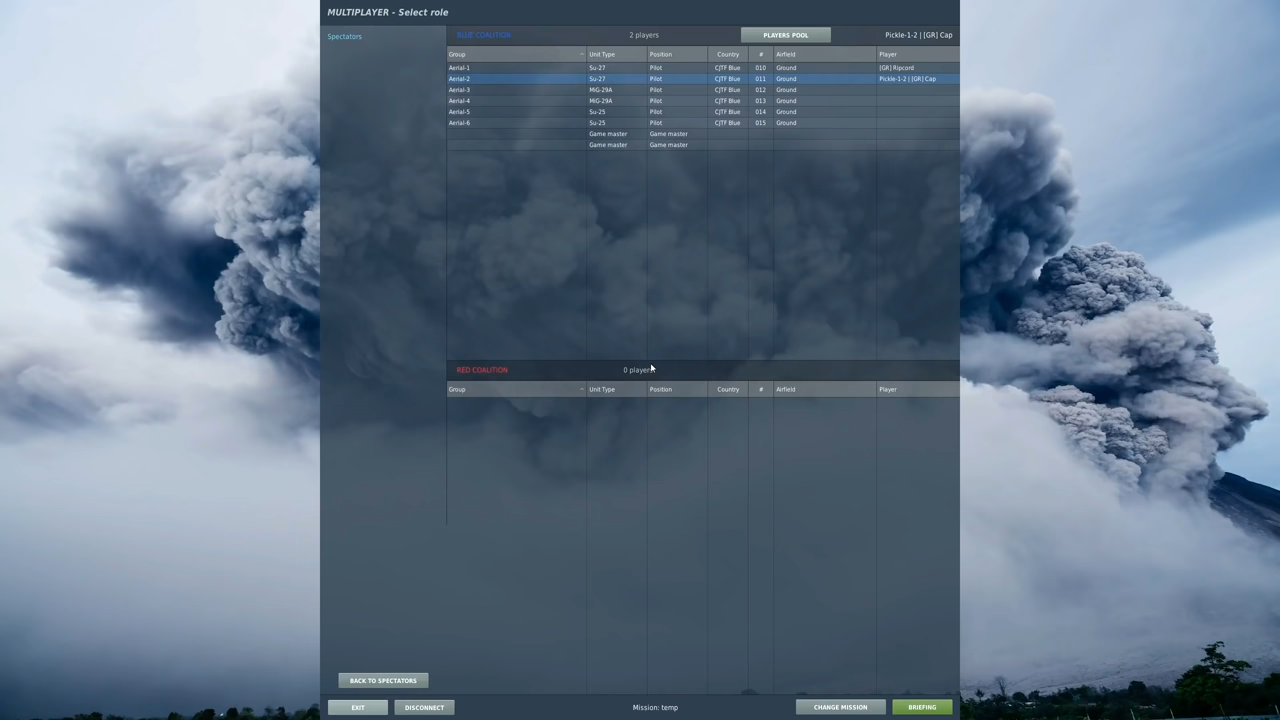 MULTIPLAYER - Select role
Spectators
BLUE COALITION 2 players PLAYERS POOL Pickle-1-2 | [GR] Cap
Group Unit Type Position Country # Airfield Player
Aerial-1 Su-27 Pilot CJTF Blue 010 Ground [GR] Ripcord
Aerial-2 Su-27 Pilot CJTF Blue 011 Ground Pickle-1-2 | [GR] Cap
Aerial-3 MiG-29A Pilot CJTF Blue 012 Ground
Aerial-4 MiG-29A Pilot CJTF Blue 013 Ground
Aerial-5 Su-25 Pilot CJTF Blue 014 Ground
Aerial-6 Su-25 Pilot CJTF Blue 015 Ground
Game master Game master
Game master Game master
RED COALITION 0 players
Group Unit Type Position Country # Airfield Player
BACK TO SPECTATORS
EXIT DISCONNECT Mission: temp CHANGE MISSION BRIEFING